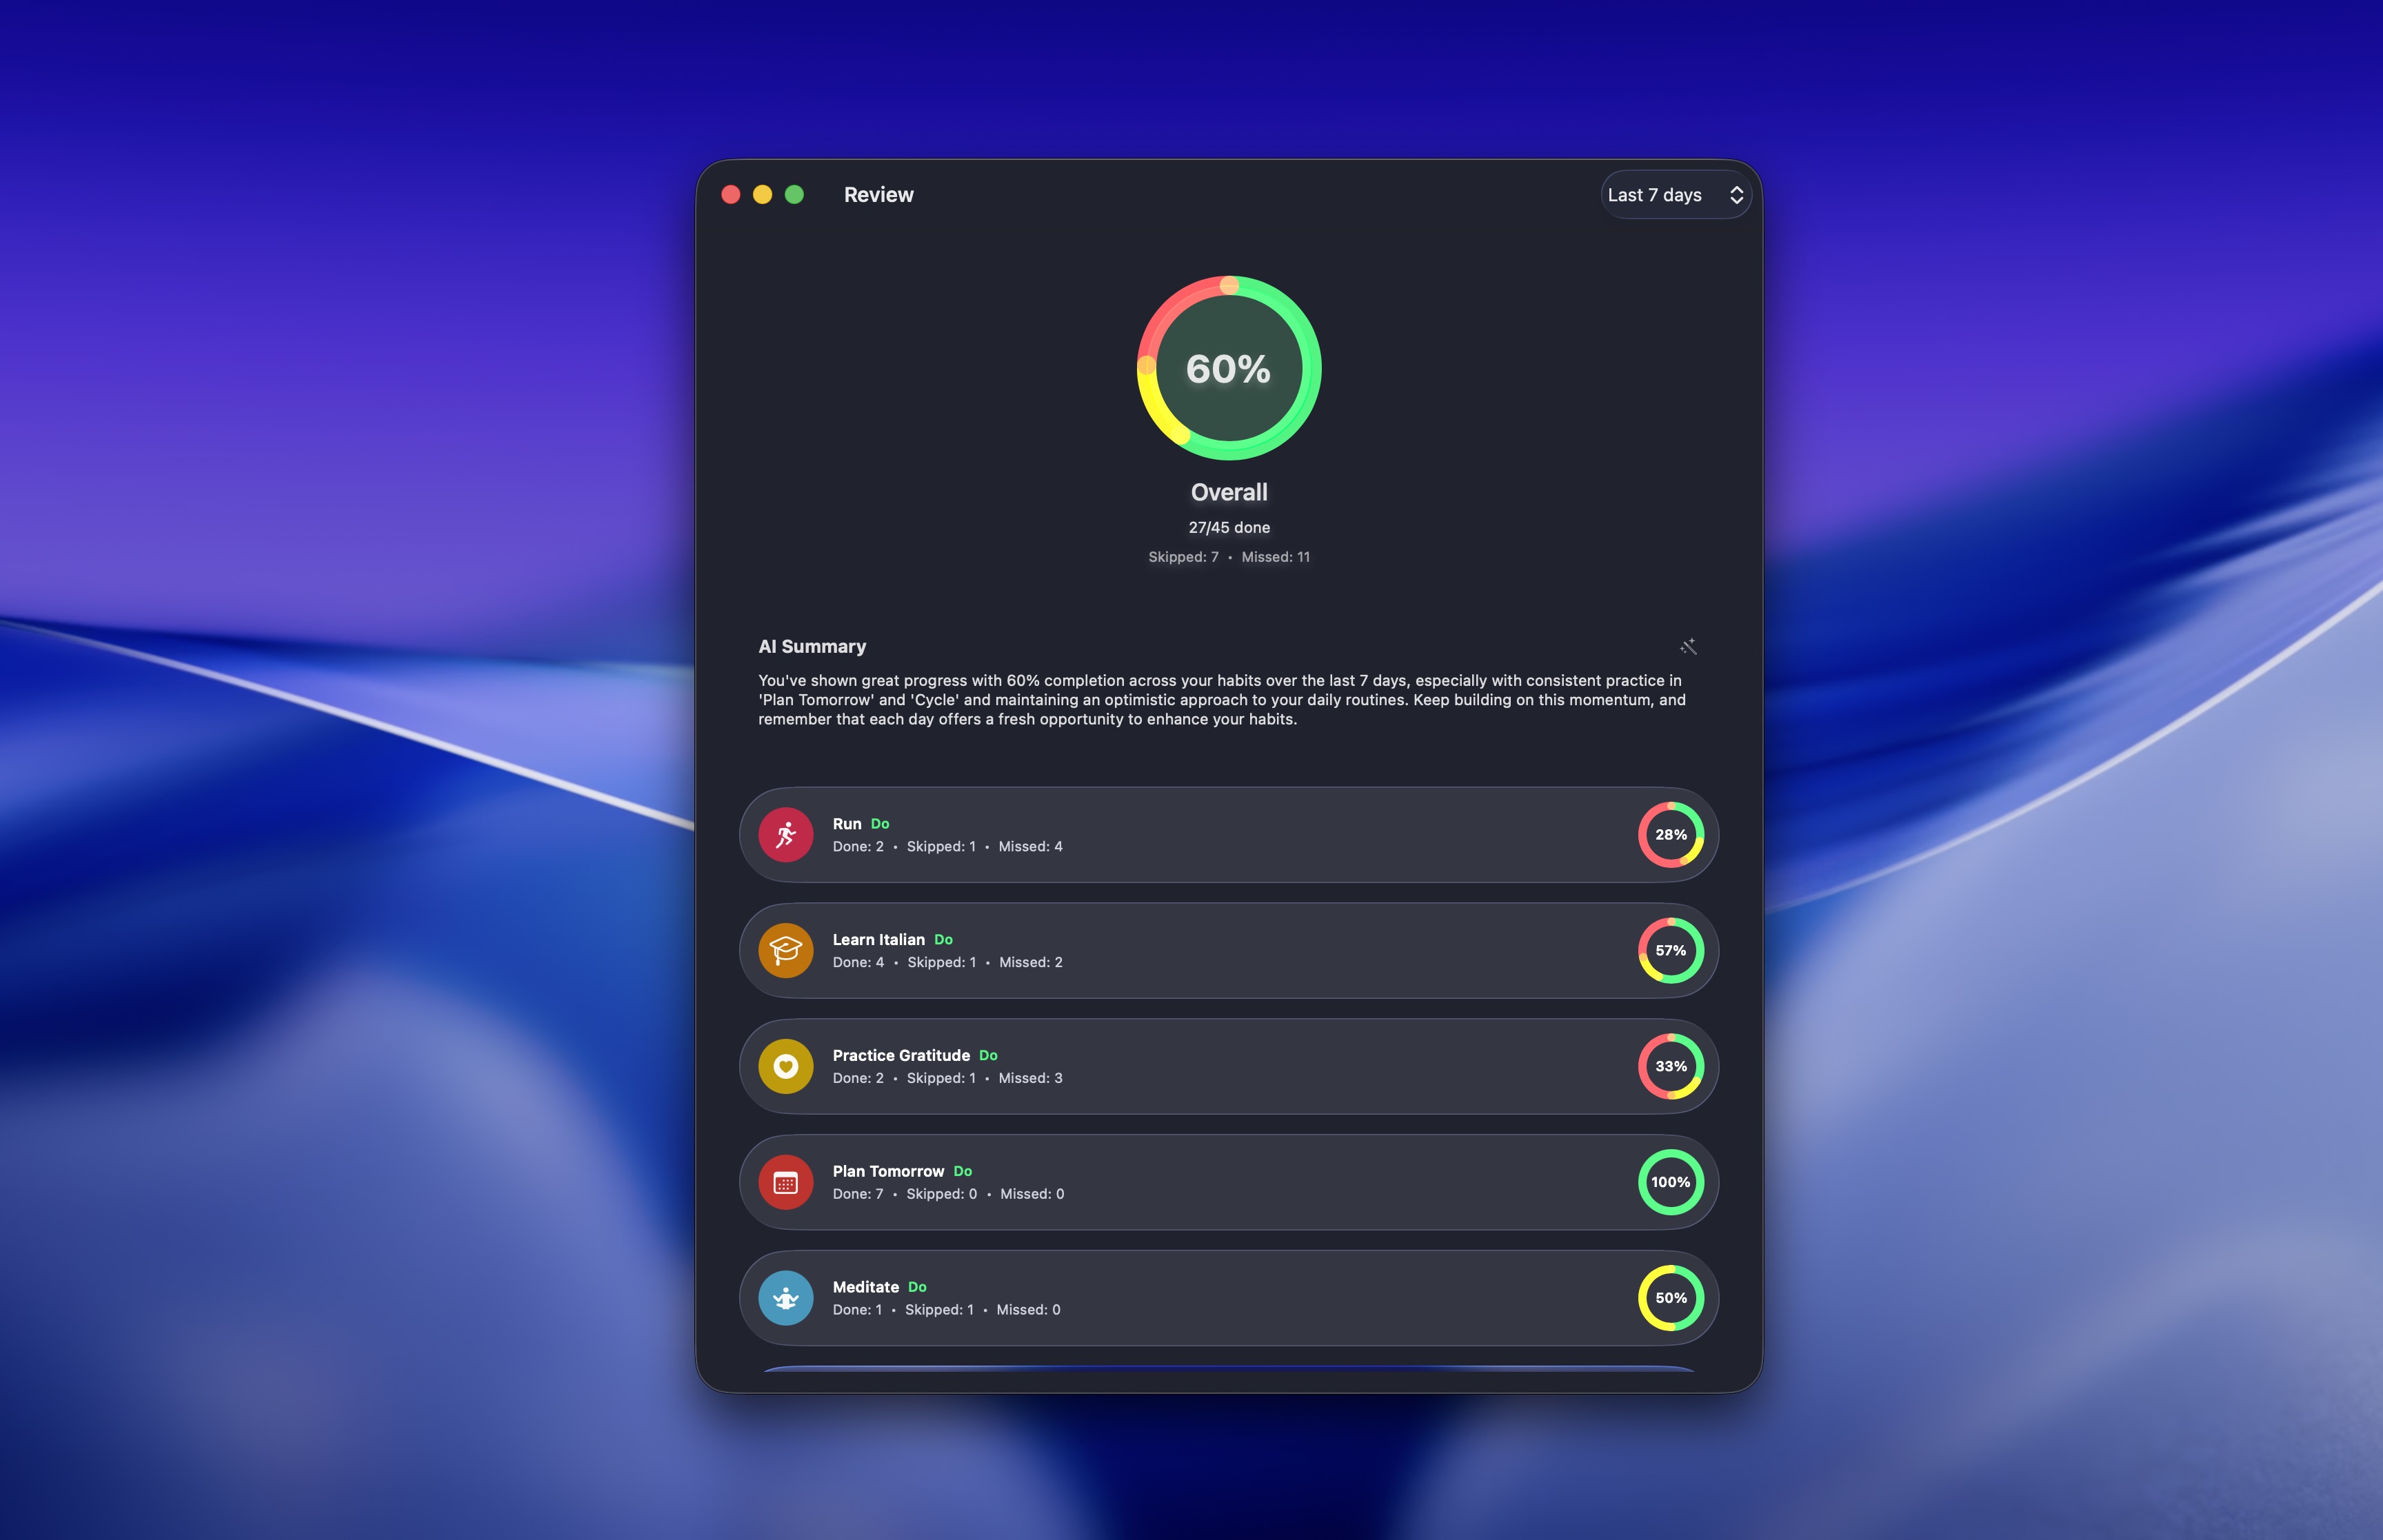 Review
Last 7 days
60%
Overall
27/45 done
Skipped: 7 • Missed: 11
AI Summary
You've shown great progress with 60% completion across your habits over the last 7 days, especially with consistent practice in
'Plan Tomorrow' and 'Cycle' and maintaining an optimistic approach to your daily routines. Keep building on this momentum, and
remember that each day offers a fresh opportunity to enhance your habits.
Run Do
Done: 2 • Skipped: 1 • Missed: 4
28%
Learn Italian Do
Done: 4 • Skipped: 1 • Missed: 2
57%
Practice Gratitude Do
Done: 2 • Skipped: 1 • Missed: 3
33%
Plan Tomorrow Do
Done: 7 • Skipped: 0 • Missed: 0
100%
Meditate Do
Done: 1 • Skipped: 1 • Missed: 0
50%